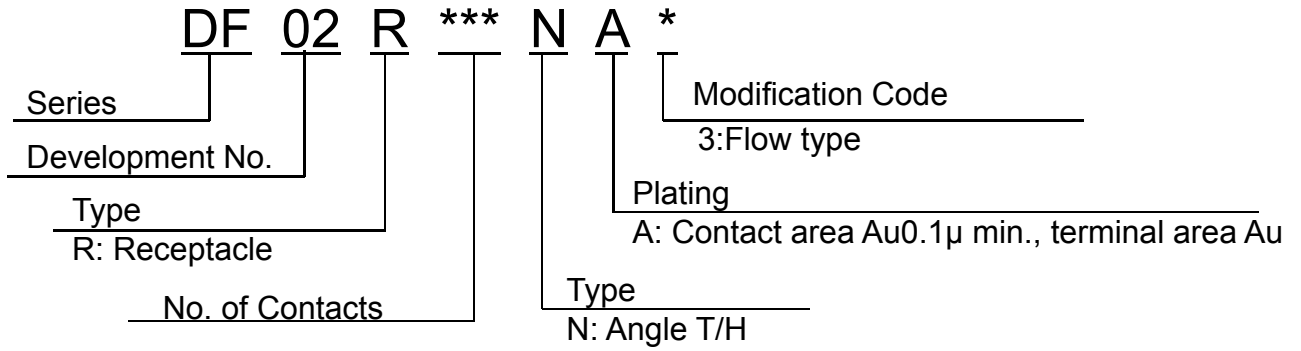 DF 02 R *** N A *
Series
Modification Code
3:Flow type
Development No.
Plating
A: Contact area Au0.1μ min., terminal area Au
Type
R: Receptacle
No. of Contacts
Type
N: Angle T/H